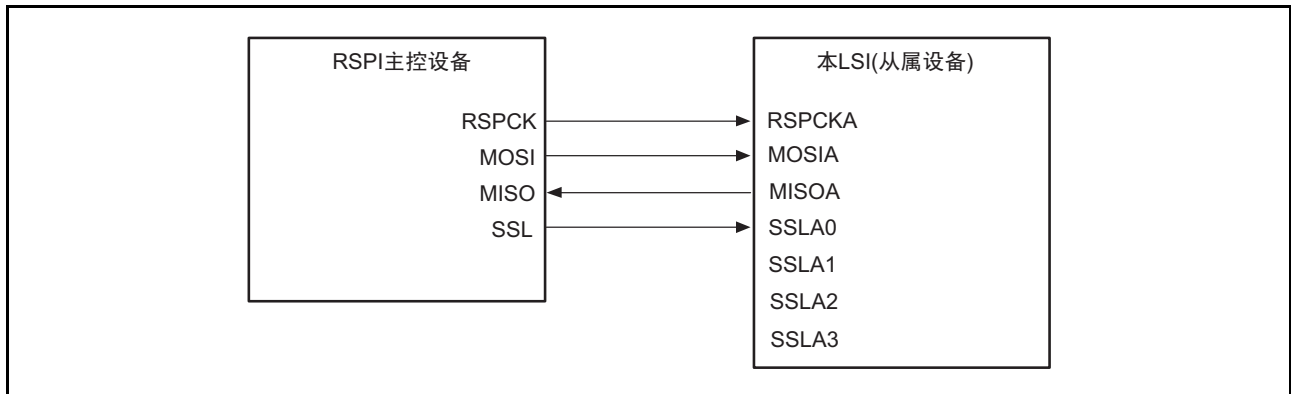 RSPI主控设备
RSPCK
MOSI
MISO
SSL
本LSI(从属设备)
RSPCKA
MOSIA
MISOA
SSLA0
SSLA1
SSLA2
SSLA3